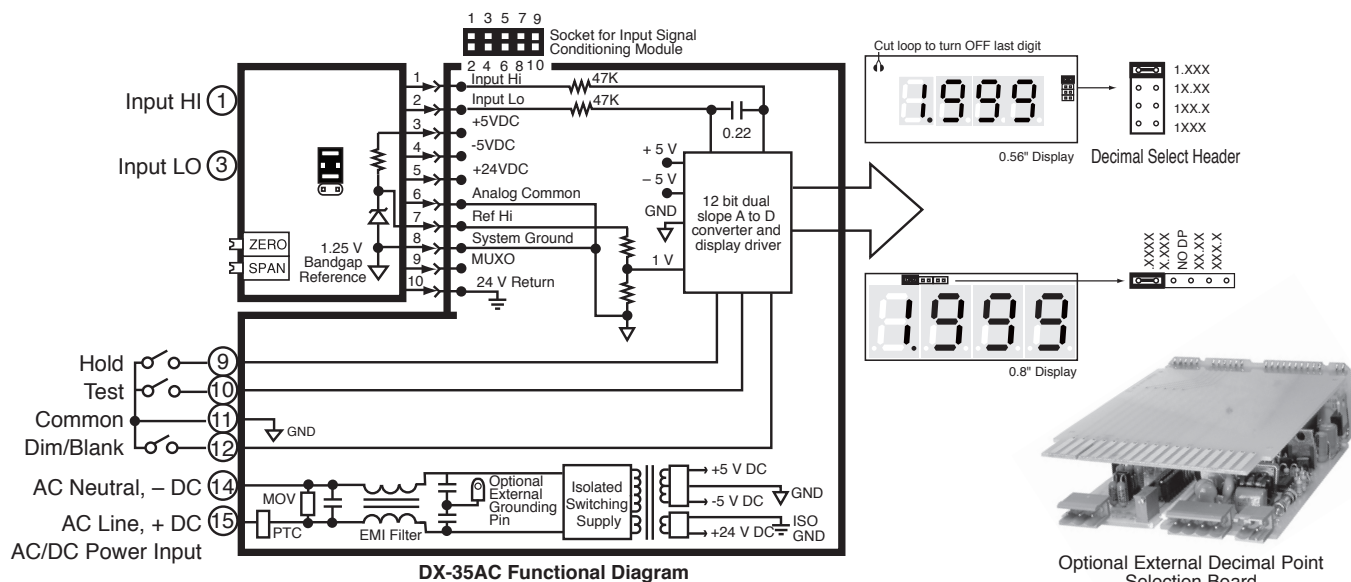 1 3 5 7 9
Socket for Input Signal
Conditioning Module
2 4 6 8 10
Input HI 1
Input LO 3
ZERO
SPAN
1.25 V
Bandgap
Reference
1 Input Hi
2 Input Lo
3 +5VDC
4 -5VDC
5 +24VDC
6 Analog Common
7 Ref Hi
8 System Ground
9 MUXO
10 24 V Return
47K
47K
0.22
+ 5 V
– 5 V
GND
1 V
12 bit dual
slope A to D
converter and
display driver
Cut loop to turn OFF last digit
1.999
0.56" Display
1.XXX
1X.XX
1XX.X
1XXX
Decimal Select Header
.XXXX
X.XXX
NO DP
XX.XX
XXX.X
1.999
0.8" Display
Hold 9
Test 10
Common 11
GND
Dim/Blank 12
AC Neutral, – DC 14
AC Line, + DC 15
AC/DC Power Input
MOV
PTC
EMI Filter
Optional
External
Grounding
Pin
Isolated
Switching
Supply
+5 V DC
GND
-5 V DC
ISO
GND
+24 V DC
DX-35AC Functional Diagram
Optional External Decimal Point
Selection Board